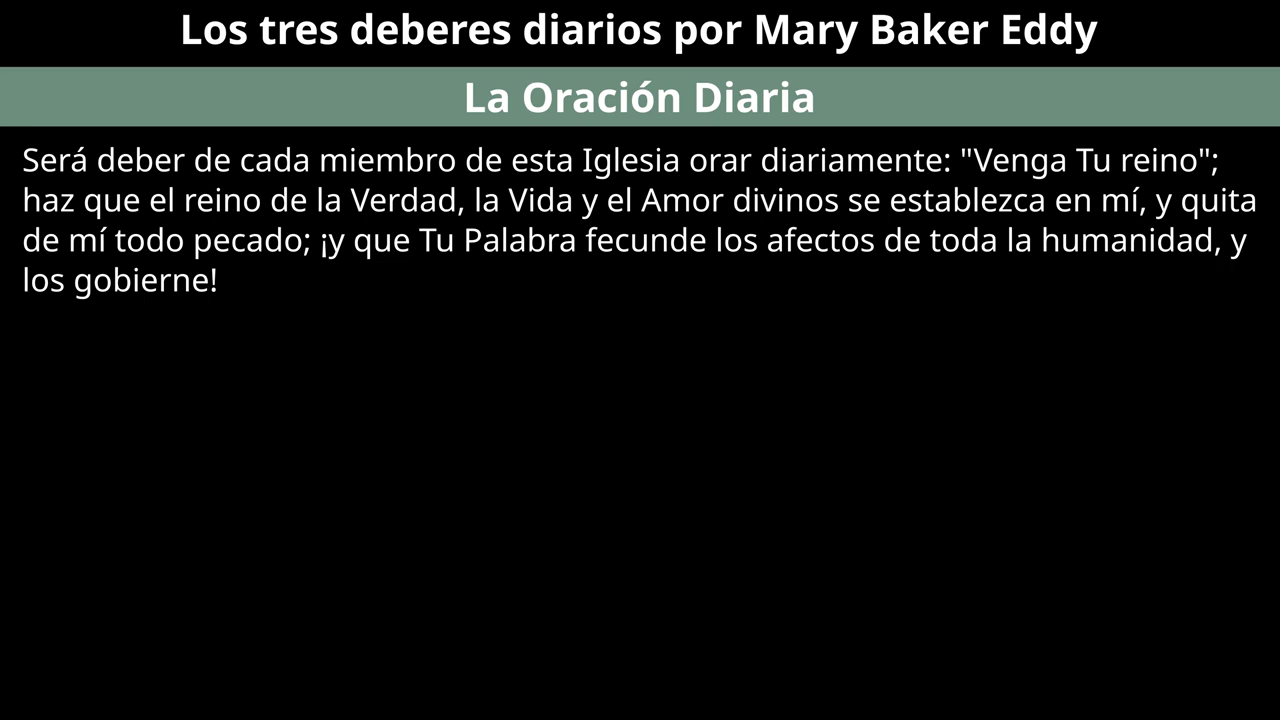 Los tres deberes diarios por Mary Baker Eddy
La Oración Diaria
Será deber de cada miembro de esta Iglesia orar diariamente: "Venga Tu reino";
haz que el reino de la Verdad, la Vida y el Amor divinos se establezca en mí, y quita
de mí todo pecado; ¡y que Tu Palabra fecunde los afectos de toda la humanidad, y
los gobierne!